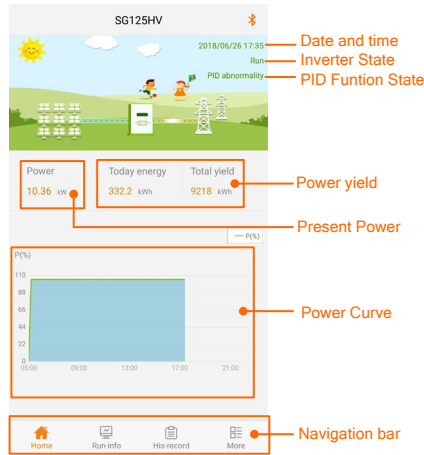 SG125HV
2018/06/26 17:35
Date and time
Run
Inverter State
PID abnormality
PID Funtion State
Power
Today energy
Total yield
10.36 kW
332.2 kWh
9218 kWh
Power yield
Present Power
P(%)
P(%)
110
88
66
44
22
0
05:00 09:00 13:00 17:00 21:00
Power Curve
Home
Run-info
His-record
More
Navigation bar